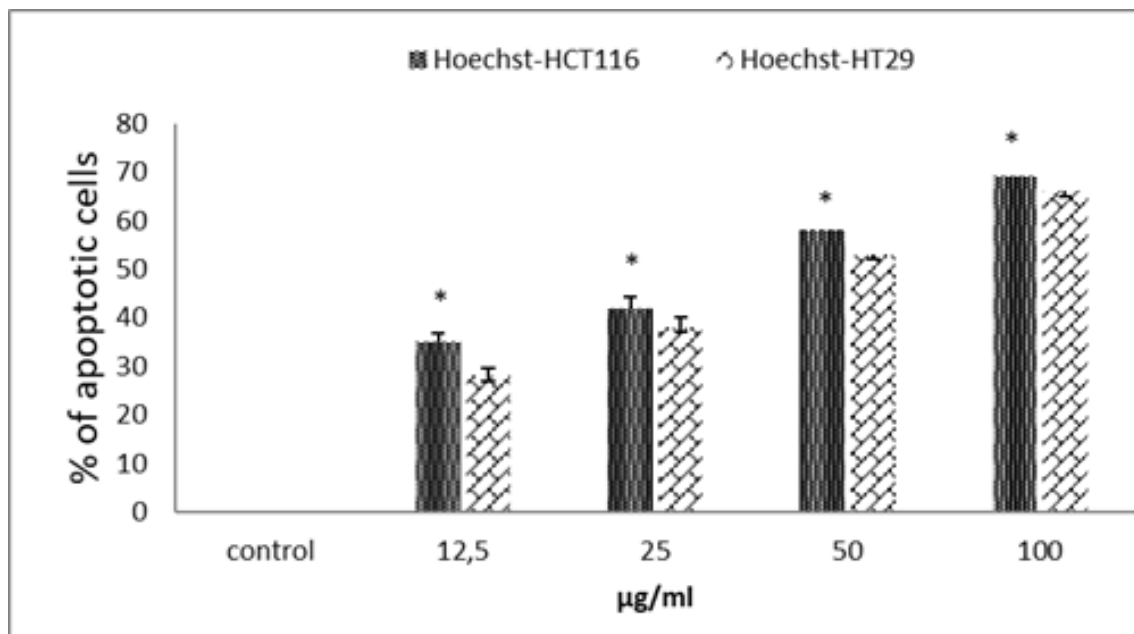 Hoechst-HCT116 Hoechst-HT29
% of apoptotic cells
80
70
60
50
40
30
20
10
0
* * * *
control 12,5 25 50 100
µg/ml